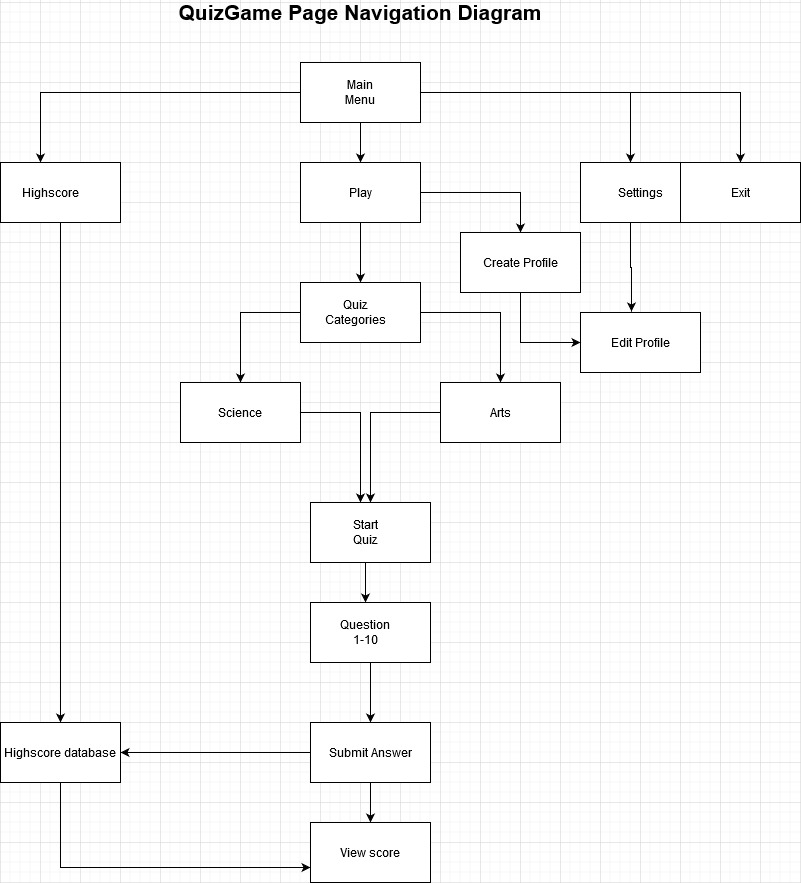 QuizGame Page Navigation Diagram
Main
Menu
Highscore
Play
Settings
Exit
Create Profile
Quiz
Categories
Edit Profile
Science
Arts
Start
Quiz
Question
1-10
Highscore database
Submit Answer
View score